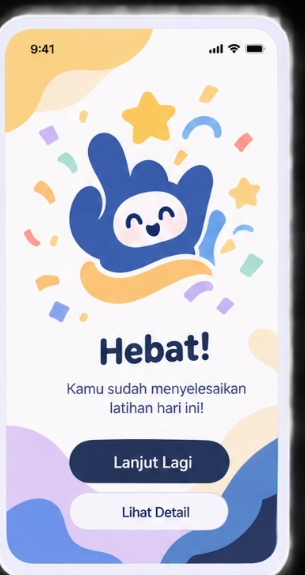 9:41
Hebat!
Kamu sudah menyelesaikan
latihan hari ini!
Lanjut Lagi
Lihat Detail